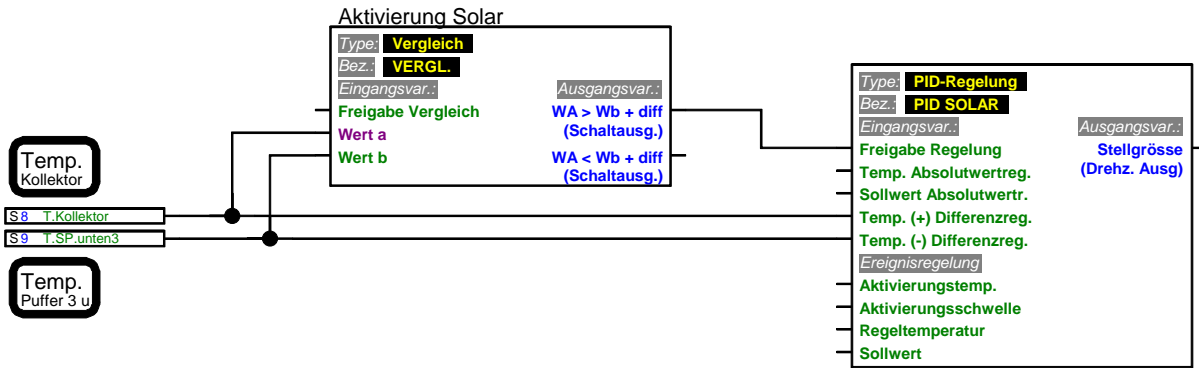 Aktivierung Solar
Type: Vergleich
Bez.: VERGL.
Eingangsvar.: Ausgangsvar.:
Freigabe Vergleich WA > Wb + diff
(Schaltausg.)
Wert a
Wert b WA < Wb + diff
(Schaltausg.)
Temp.
Kollektor
S8 T.Kollektor
S9 T.SP.unten3
Temp.
Puffer 3 u.
Type: PID-Regelung
Bez.: PID SOLAR
Eingangsvar.: Ausgangsvar.:
Freigabe Regelung Stellgrösse
(Drehz. Ausg)
Temp. Absolutwertreg.
Sollwert Absolutwertr.
Temp. (+) Differenzreg.
Temp. (-) Differenzreg.
Ereignisregelung
Aktivierungstemp.
Aktivierungsschwelle
Regeltemperatur
Sollwert